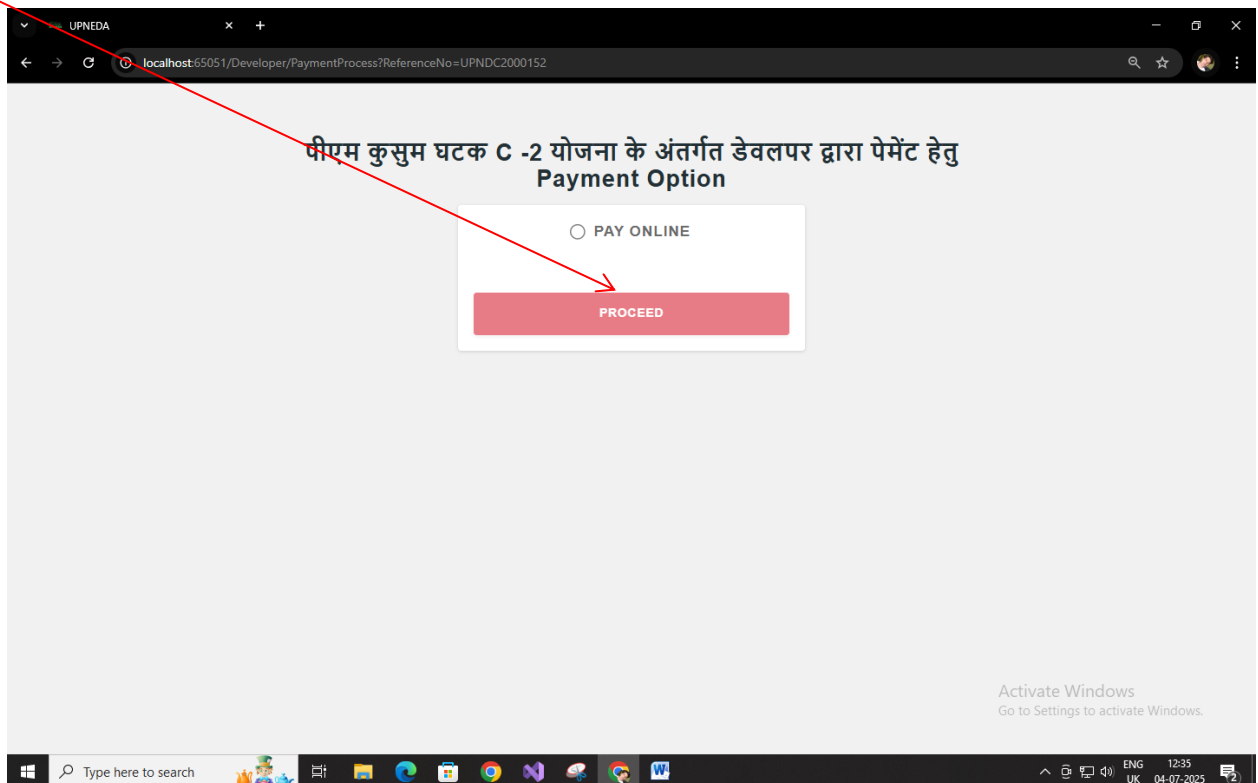 UPNEDA
localhost:65051/Developer/PaymentProcess?ReferenceNo=UPNDC2000152
पीएम कुसुम घटक C -2 योजना के अंतर्गत डेवलपर द्वारा पेमेंट हेतु
Payment Option
PAY ONLINE
PROCEED
Activate Windows
Go to Settings to activate Windows.
Type here to search
ENG 12:35
UK 04-07-2025
2